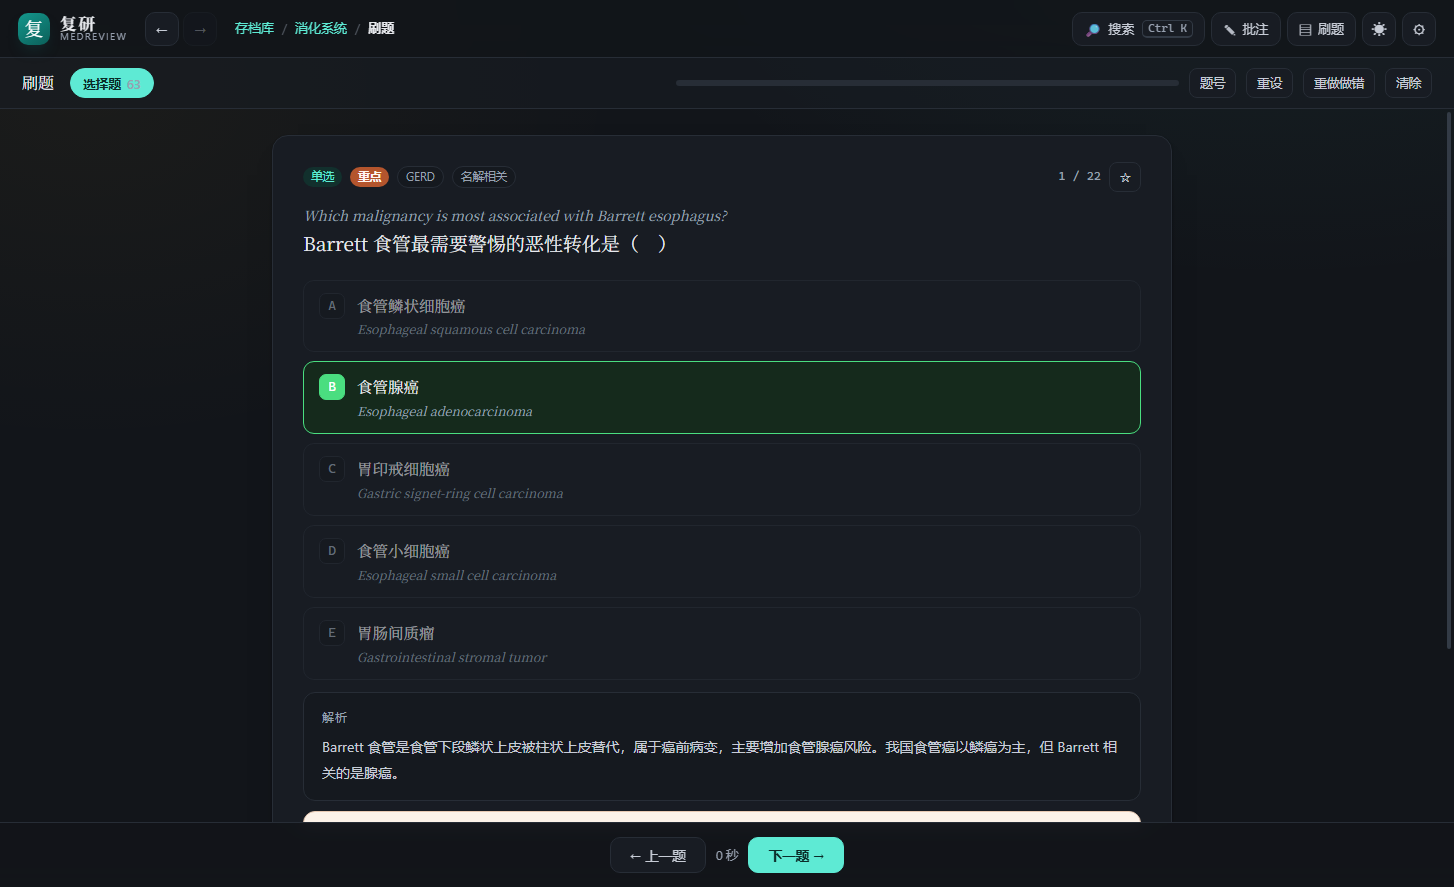 复 复研
MEDREVIEW
← → 存档库 / 消化系统 / 刷题
搜索 Ctrl K 批注 刷题
刷题 选择题 63
题号 重设 重做做错 清除
单选 重点 GERD 名解相关 1 / 22 ☆
Which malignancy is most associated with Barrett esophagus?
Barrett 食管最需要警惕的恶性转化是（ ）
A 食管鳞状细胞癌
Esophageal squamous cell carcinoma
B 食管腺癌
Esophageal adenocarcinoma
C 胃印戒细胞癌
Gastric signet-ring cell carcinoma
D 食管小细胞癌
Esophageal small cell carcinoma
E 胃肠间质瘤
Gastrointestinal stromal tumor
解析
Barrett 食管是食管下段鳞状上皮被柱状上皮替代，属于癌前病变，主要增加食管腺癌风险。我国食管癌以鳞癌为主，但 Barrett 相
关的是腺癌。
← 上一题 0 秒 下一题 →